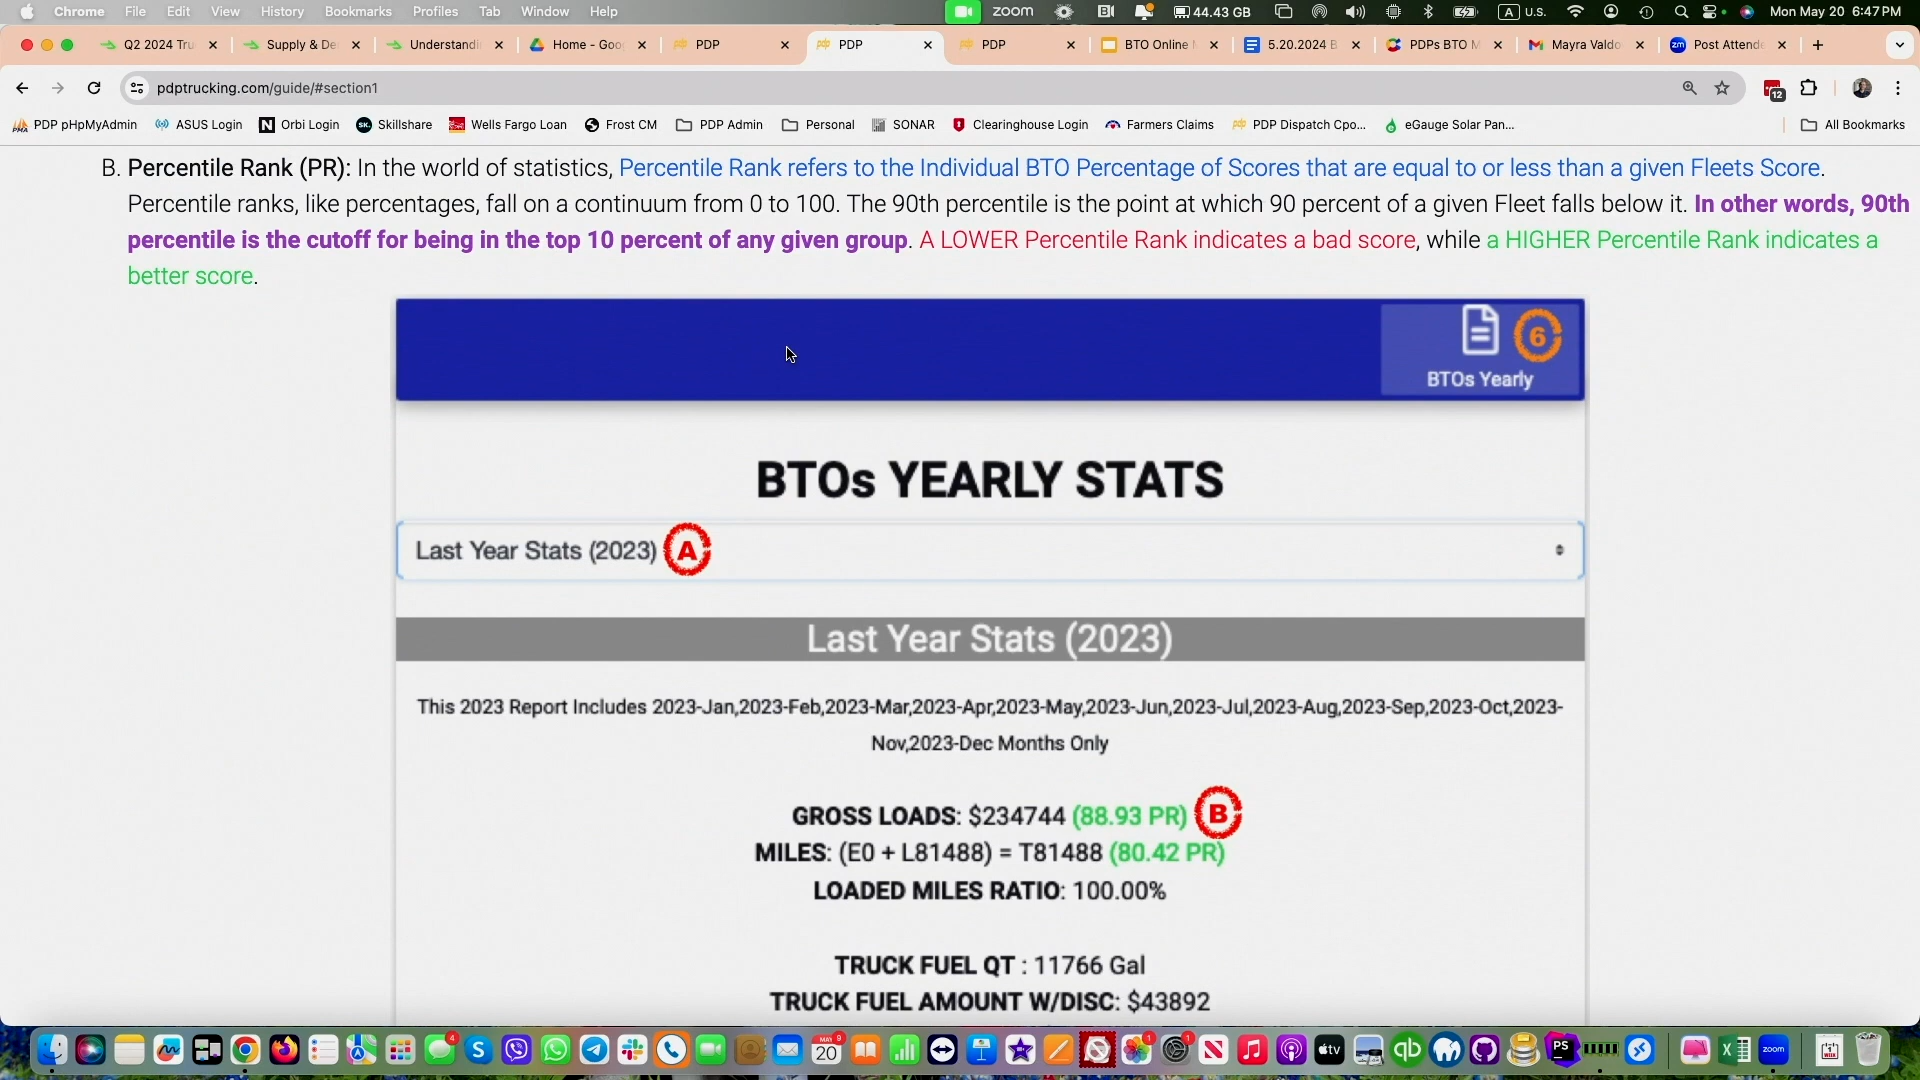 Chrome File Edit View History Bookmarks Profiles Tab Window Help zoom 44.43 GB A U.S. Mon May 20 6:47 PM
Q2 2024 Tru Supply & De Understandi Home - Goo PDP PDP PDP BTO Online M 5.20.2024 B PDPs BTO M Mayra Valdo zm Post Attende
pdptrucking.com/guide/#section1 12
PDP pHpMyAdmin ASUS Login Orbi Login Skillshare Wells Fargo Loan Frost CM PDP Admin Personal SONAR Clearinghouse Login Farmers Claims PDP Dispatch Cpo... eGauge Solar Pan... All Bookmarks
B. Percentile Rank (PR): In the world of statistics, Percentile Rank refers to the Individual BTO Percentage of Scores that are equal to or less than a given Fleets Score.
Percentile ranks, like percentages, fall on a continuum from 0 to 100. The 90th percentile is the point at which 90 percent of a given Fleet falls below it. In other words, 90th
percentile is the cutoff for being in the top 10 percent of any given group. A LOWER Percentile Rank indicates a bad score, while a HIGHER Percentile Rank indicates a
better score.
6
BTOs Yearly
BTOs YEARLY STATS
Last Year Stats (2023) A
Last Year Stats (2023)
This 2023 Report Includes 2023-Jan,2023-Feb,2023-Mar,2023-Apr,2023-May,2023-Jun,2023-Jul,2023-Aug,2023-Sep,2023-Oct,2023-
Nov,2023-Dec Months Only
GROSS LOADS: $234744 (88.93 PR) B
MILES: (E0 + L81488) = T81488 (80.42 PR)
LOADED MILES RATIO: 100.00%
TRUCK FUEL QT : 11766 Gal
TRUCK FUEL AMOUNT W/DISC: $43892